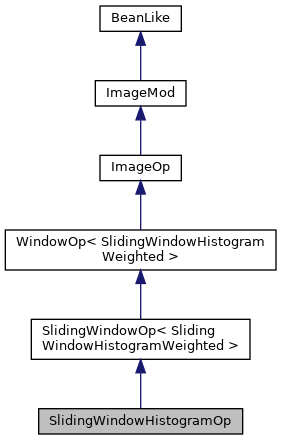 BeanLike
ImageMod
ImageOp
WindowOp< SlidingWindowHistogram
Weighted >
SlidingWindowOp< Sliding
WindowHistogramWeighted >
SlidingWindowHistogramOp